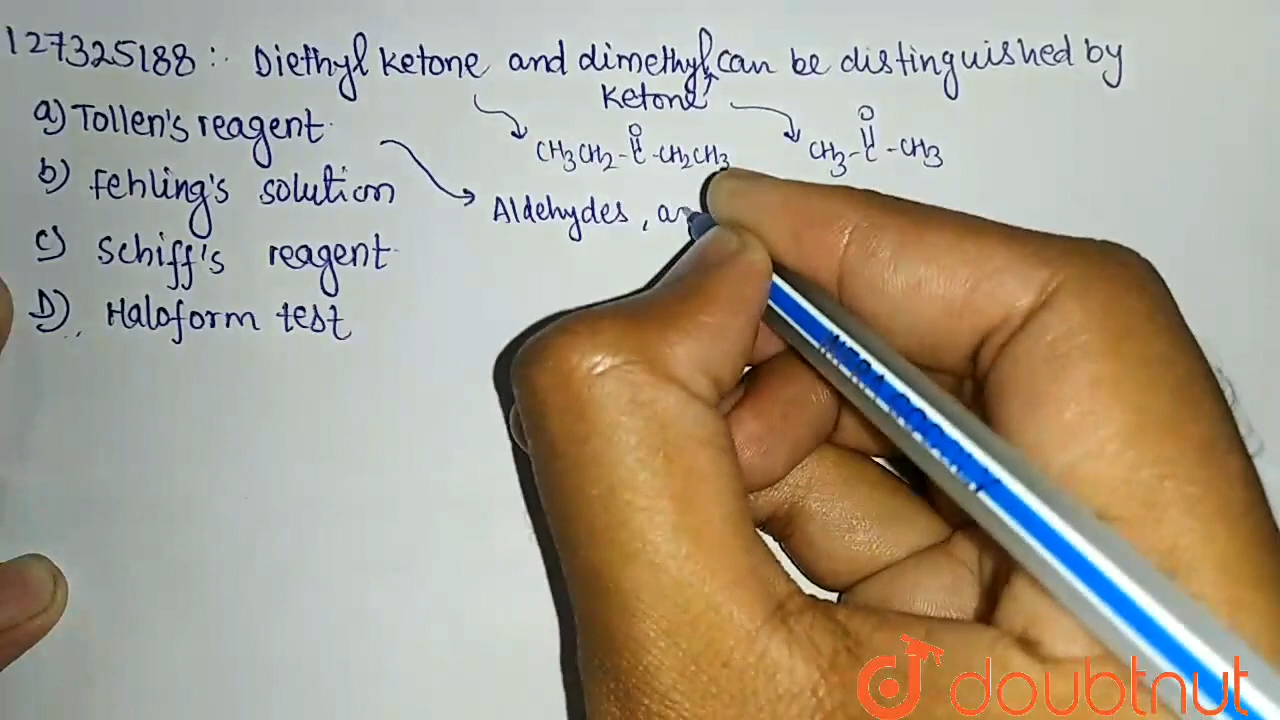 127325188:- Diethyl ketone and dimethyl can be distinguished by
ketone
a) Tollen's reagent
CH3CH2-C-CH2CH3
O
CH3-C-CH3
O
b) Fehling's solution
Aldehydes, a
c) Schiff's reagent
D) Haloform test
doubtnut